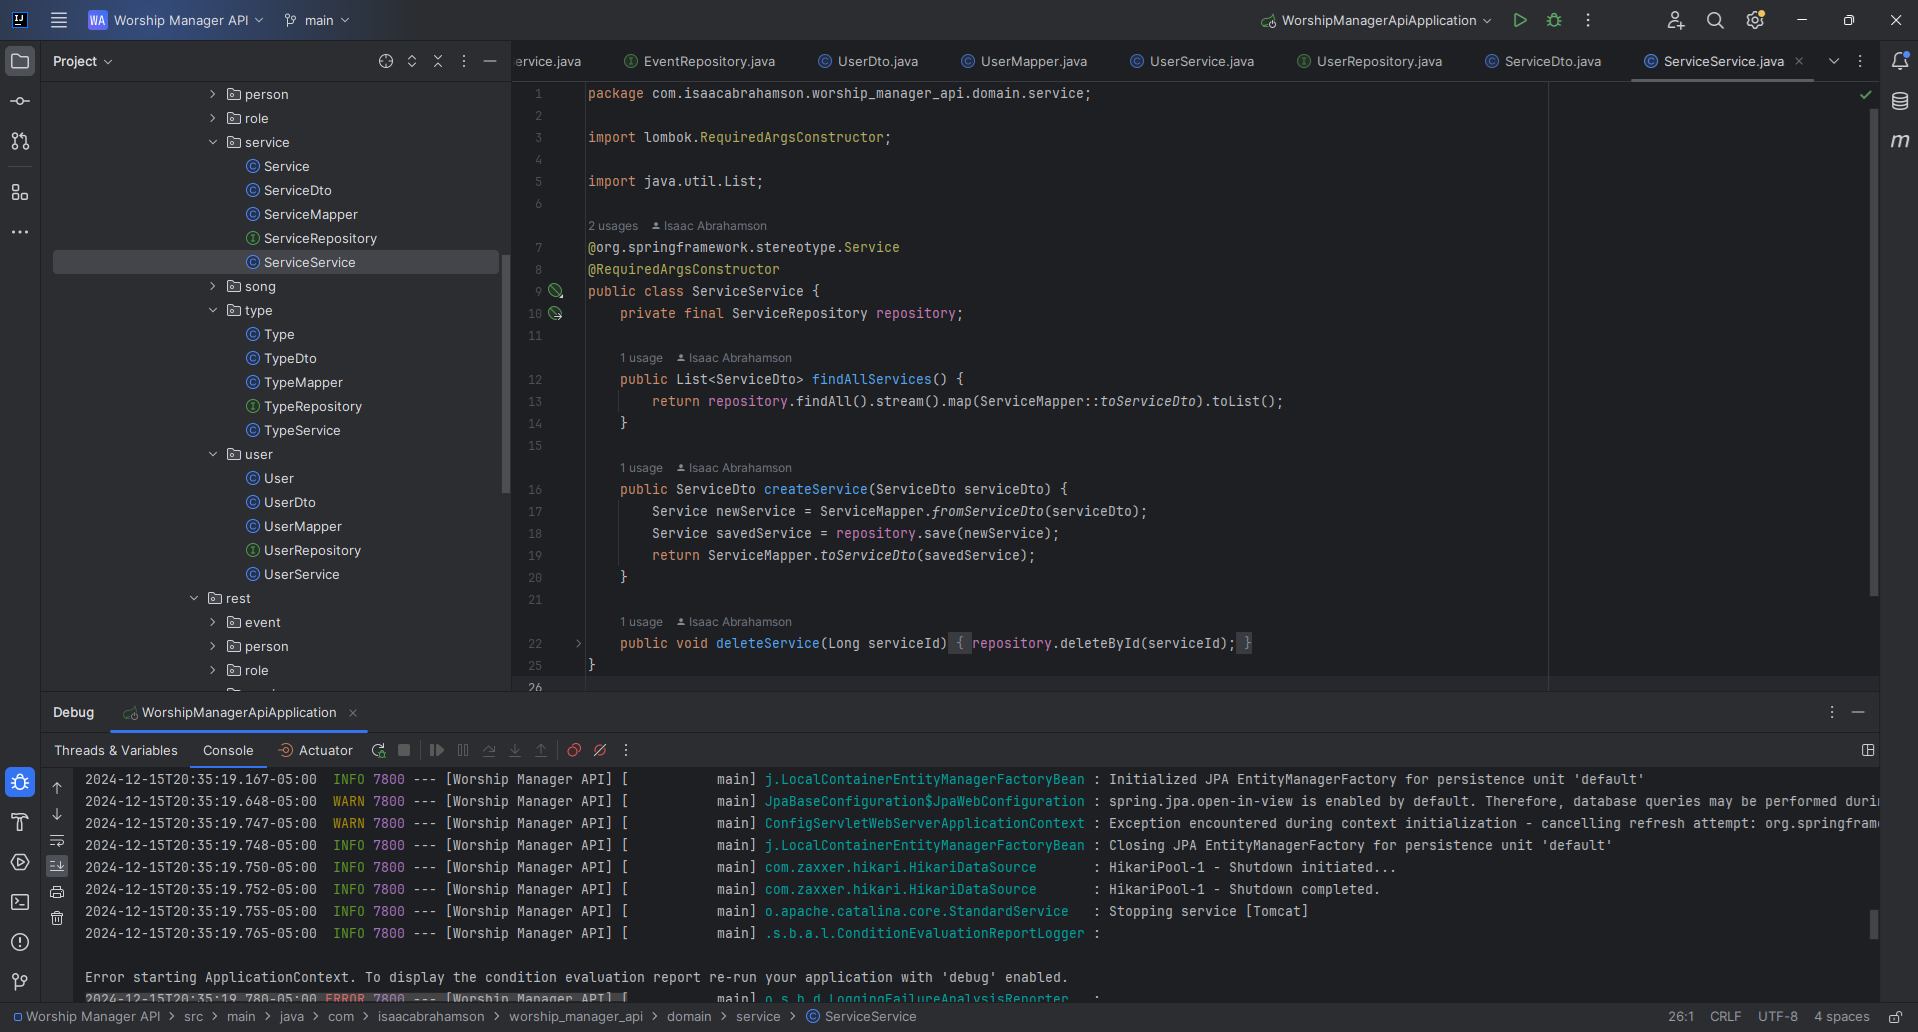 WA Worship Manager API main WorshipManagerApiApplication
Project
person
role
service
Service
ServiceDto
ServiceMapper
ServiceRepository
ServiceService
song
type
Type
TypeDto
TypeMapper
TypeRepository
TypeService
user
User
UserDto
UserMapper
UserRepository
UserService
rest
event
person
role
ervice.java EventRepository.java UserDto.java UserMapper.java UserService.java UserRepository.java ServiceDto.java ServiceService.java
1 package com.isaacabrahamson.worship_manager_api.domain.service;
2
3 import lombok.RequiredArgsConstructor;
4
5 import java.util.List;
6
2 usages Isaac Abrahamson
7 @org.springframework.stereotype.Service
8 @RequiredArgsConstructor
9 public class ServiceService {
10 private final ServiceRepository repository;
11
1 usage Isaac Abrahamson
12 public List<ServiceDto> findAllServices() {
13 return repository.findAll().stream().map(ServiceMapper::toServiceDto).toList();
14 }
15
1 usage Isaac Abrahamson
16 public ServiceDto createService(ServiceDto serviceDto) {
17 Service newService = ServiceMapper.fromServiceDto(serviceDto);
18 Service savedService = repository.save(newService);
19 return ServiceMapper.toServiceDto(savedService);
20 }
21
1 usage Isaac Abrahamson
22 public void deleteService(Long serviceId) { repository.deleteById(serviceId); }
25 }
26
Debug WorshipManagerApiApplication
Threads & Variables Console Actuator
2024-12-15T20:35:19.167-05:00 INFO 7800 --- [Worship Manager API] [ main] j.LocalContainerEntityManagerFactoryBean : Initialized JPA EntityManagerFactory for persistence unit 'default'
2024-12-15T20:35:19.648-05:00 WARN 7800 --- [Worship Manager API] [ main] JpaBaseConfiguration$JpaWebConfiguration : spring.jpa.open-in-view is enabled by default. Therefore, database queries may be performed duri
2024-12-15T20:35:19.747-05:00 WARN 7800 --- [Worship Manager API] [ main] ConfigServletWebServerApplicationContext : Exception encountered during context initialization - cancelling refresh attempt: org.springfram
2024-12-15T20:35:19.748-05:00 INFO 7800 --- [Worship Manager API] [ main] j.LocalContainerEntityManagerFactoryBean : Closing JPA EntityManagerFactory for persistence unit 'default'
2024-12-15T20:35:19.750-05:00 INFO 7800 --- [Worship Manager API] [ main] com.zaxxer.hikari.HikariDataSource : HikariPool-1 - Shutdown initiated...
2024-12-15T20:35:19.752-05:00 INFO 7800 --- [Worship Manager API] [ main] com.zaxxer.hikari.HikariDataSource : HikariPool-1 - Shutdown completed.
2024-12-15T20:35:19.755-05:00 INFO 7800 --- [Worship Manager API] [ main] o.apache.catalina.core.StandardService : Stopping service [Tomcat]
2024-12-15T20:35:19.765-05:00 INFO 7800 --- [Worship Manager API] [ main] .s.b.a.l.ConditionEvaluationReportLogger :
Error starting ApplicationContext. To display the condition evaluation report re-run your application with 'debug' enabled.
2024-12-15T20:35:19.780-05:00 ERROR 7800 --- [Worship Manager API] [ main] o.s.b.d.LoggingFailureAnalysisReporter :
Worship Manager API > src > main > java > com > isaacabrahamson > worship_manager_api > domain > service > ServiceService 26:1 CRLF UTF-8 4 spaces